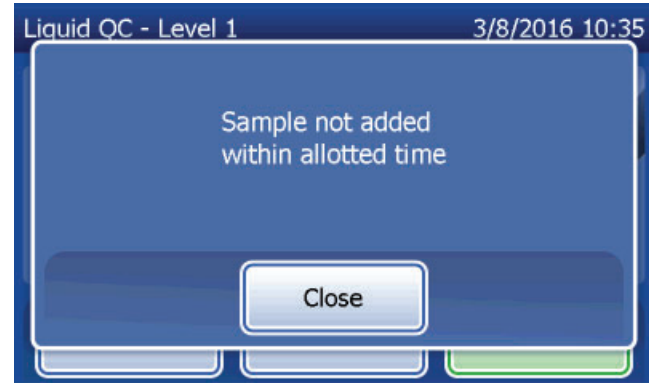 Liquid QC - Level 1 3/8/2016 10:35
Sample not added
within allotted time
Close